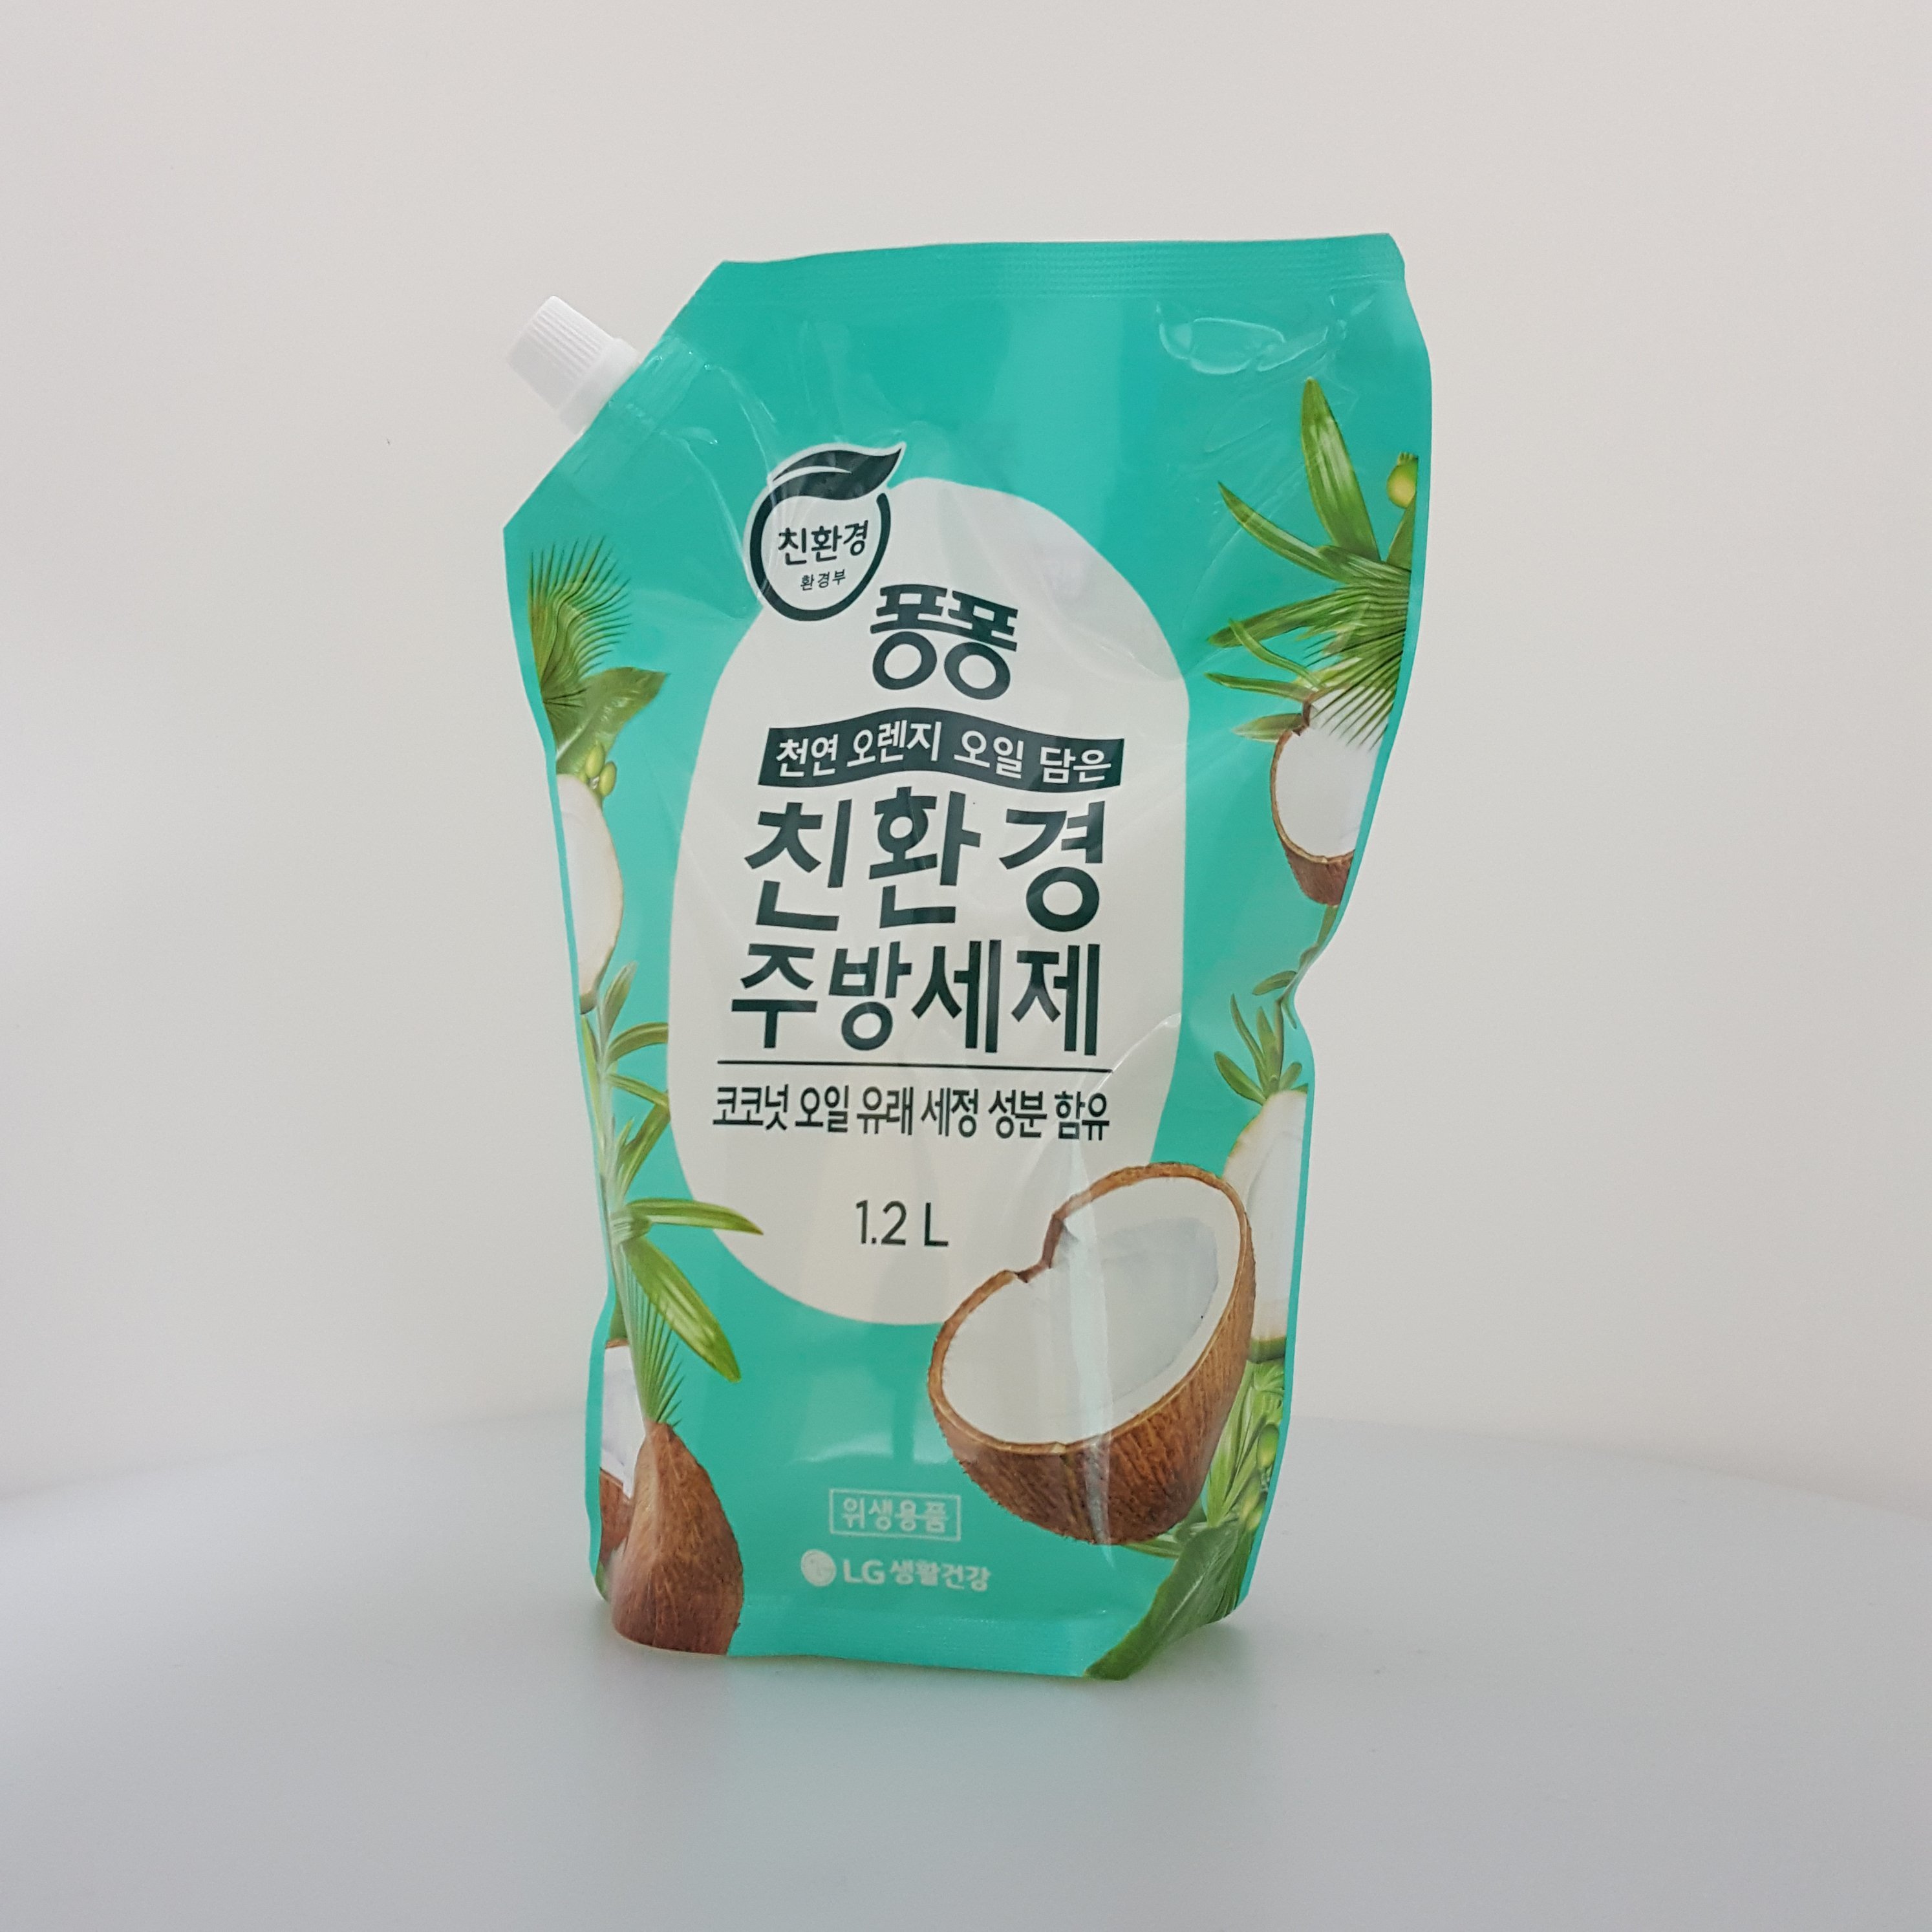 친환경
환경부
퐁퐁
천연 오렌지 오일 담은
친환경
주방세제
코코넛 오일 유래 세정 성분 함유
1.2 L
위생용품
LG 생활건강